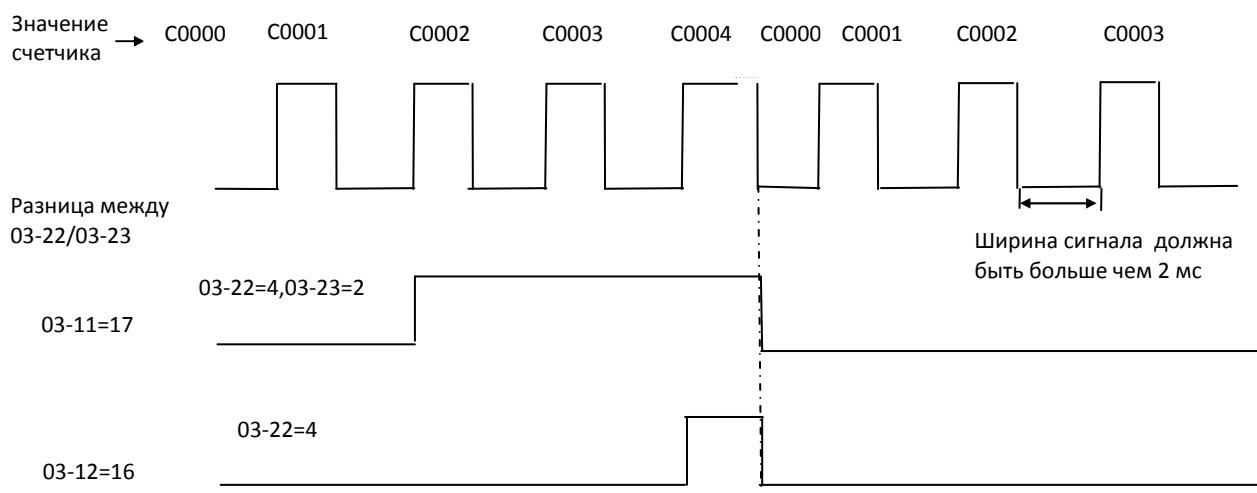 Значение
счетчика
C0000 C0001 C0002 C0003 C0004 C0000 C0001 C0002 C0003
Разница между
03-22/03-23
Ширина сигнала должна
быть больше чем 2 мс
03-22=4,03-23=2
03-11=17
03-22=4
03-12=16